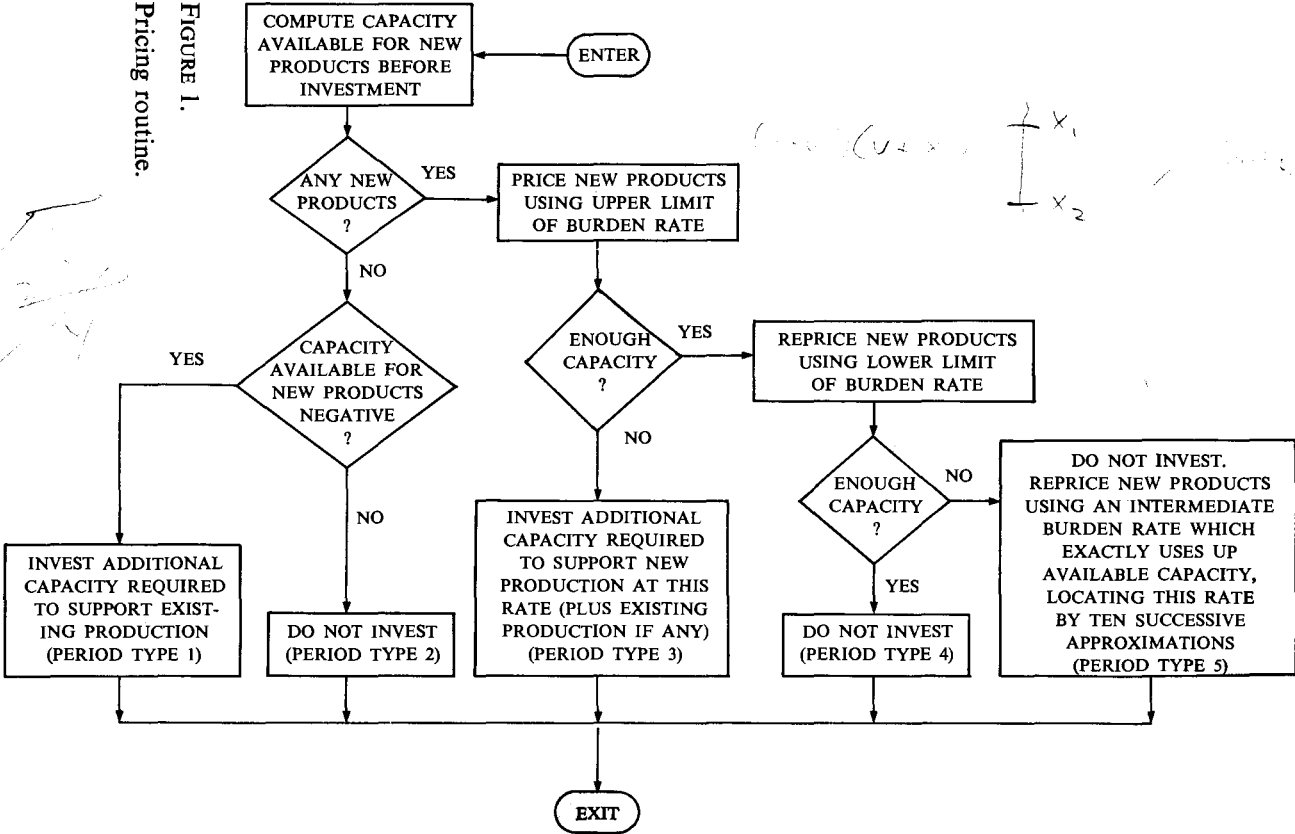 FIGURE 1.
Pricing routine.
COMPUTE CAPACITY
AVAILABLE FOR NEW
PRODUCTS BEFORE
INVESTMENT
ENTER
ANY NEW
PRODUCTS
?
YES
NO
PRICE NEW PRODUCTS
USING UPPER LIMIT
OF BURDEN RATE
CAPACITY
AVAILABLE FOR
NEW PRODUCTS
NEGATIVE
?
YES
NO
ENOUGH
CAPACITY
?
YES
NO
REPRICE NEW PRODUCTS
USING LOWER LIMIT
OF BURDEN RATE
ENOUGH
CAPACITY
?
NO
YES
INVEST ADDITIONAL
CAPACITY REQUIRED
TO SUPPORT EXIST-
ING PRODUCTION
(PERIOD TYPE 1)
DO NOT INVEST
(PERIOD TYPE 2)
INVEST ADDITIONAL
CAPACITY REQUIRED
TO SUPPORT NEW
PRODUCTION AT THIS
RATE (PLUS EXISTING
PRODUCTION IF ANY)
(PERIOD TYPE 3)
DO NOT INVEST
(PERIOD TYPE 4)
DO NOT INVEST.
REPRICE NEW PRODUCTS
USING AN INTERMEDIATE
BURDEN RATE WHICH
EXACTLY USES UP
AVAILABLE CAPACITY,
LOCATING THIS RATE
BY TEN SUCCESSIVE
APPROXIMATIONS
(PERIOD TYPE 5)
EXIT
x₁
x₂